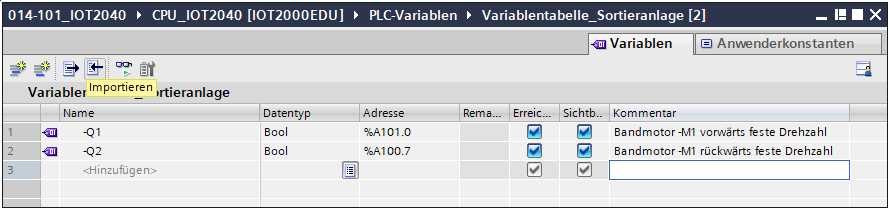 014-101_IOT2040 ▸ CPU_IOT2040 [IOT2000EDU] ▸ PLC-Variablen ▸ Variablentabelle_Sortieranlage [2]
Variablen Anwenderkonstanten
Importieren
Variablen _Sortieranlage
Name Datentyp Adresse Rema... Erreic... Sichtb.. Kommentar
1 -Q1 Bool %A101.0 Bandmotor -M1 vorwärts feste Drehzahl
2 -Q2 Bool %A100.7 Bandmotor -M1 rückwärts feste Drehzahl
3 <Hinzufügen>